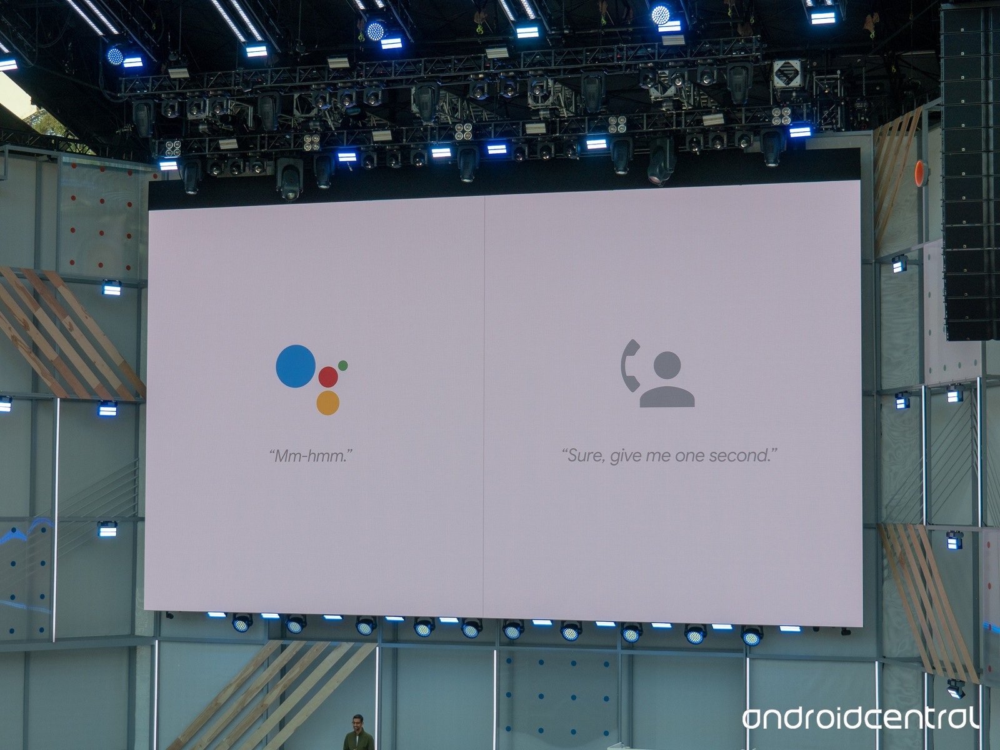 “Mm-hmm.”
“Sure, give me one second.”
androidcentral